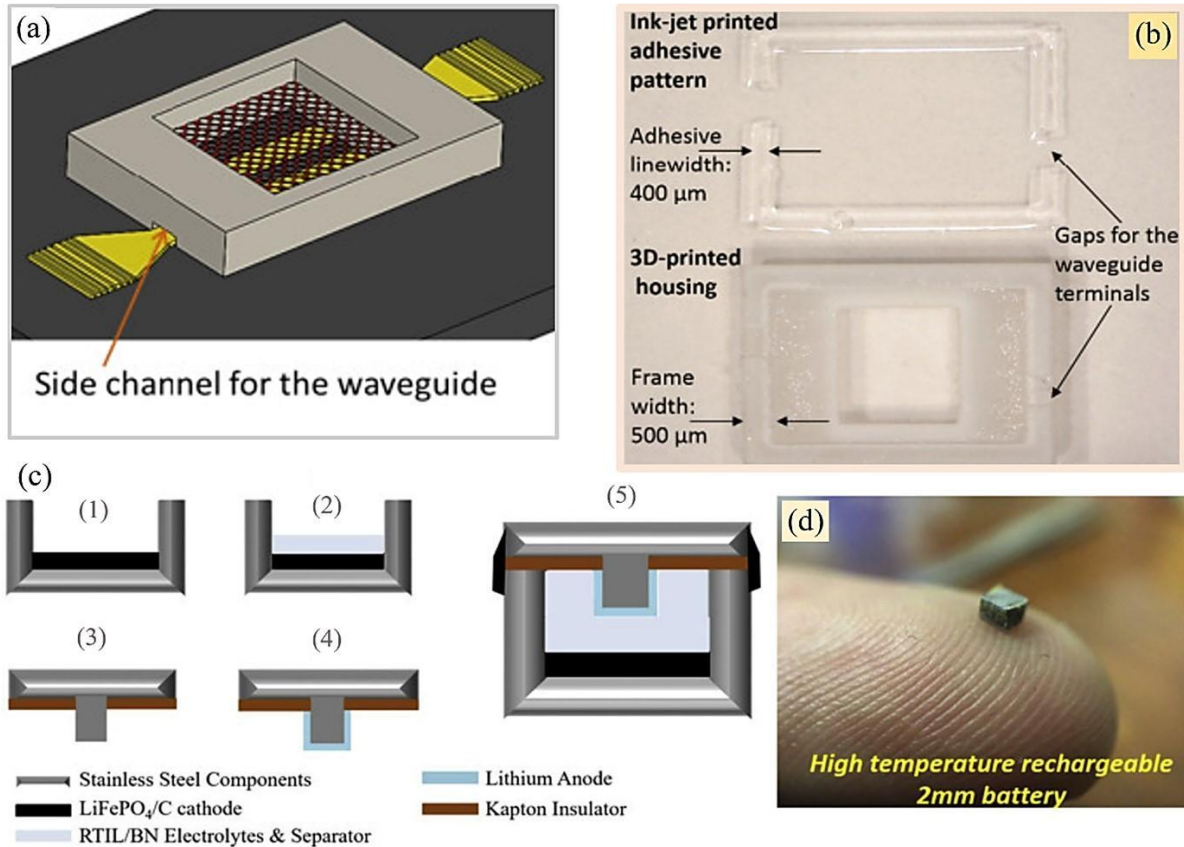 (a)
Side channel for the waveguide
(b)
Ink-jet printed
adhesive
pattern
Adhesive
linewidth:
400 µm
Gaps for the
waveguide
terminals
3D-printed
housing
Frame
width:
500 µm
(c)
(1)
(2)
(3)
(4)
(5)
Stainless Steel Components
LiFePO₄/C cathode
RTIL/BN Electrolytes & Separator
Lithium Anode
Kapton Insulator
(d)
High temperature rechargeable
2mm battery